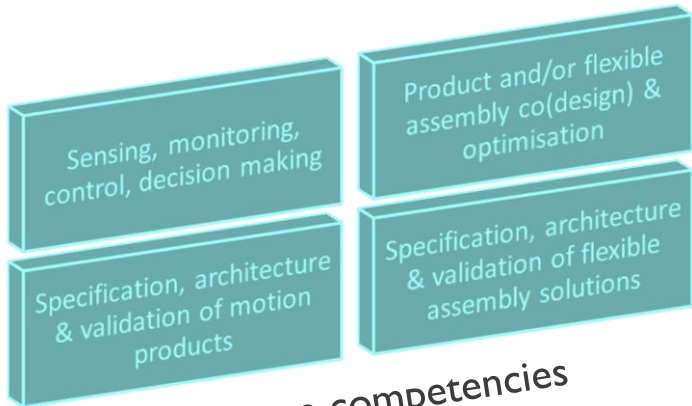 Sensing, monitoring,
control, decision making
Product and/or flexible
assembly co(design) &
optimisation
Specification, architecture
& validation of motion
products
Specification, architecture
& validation of flexible
assembly solutions
competencies